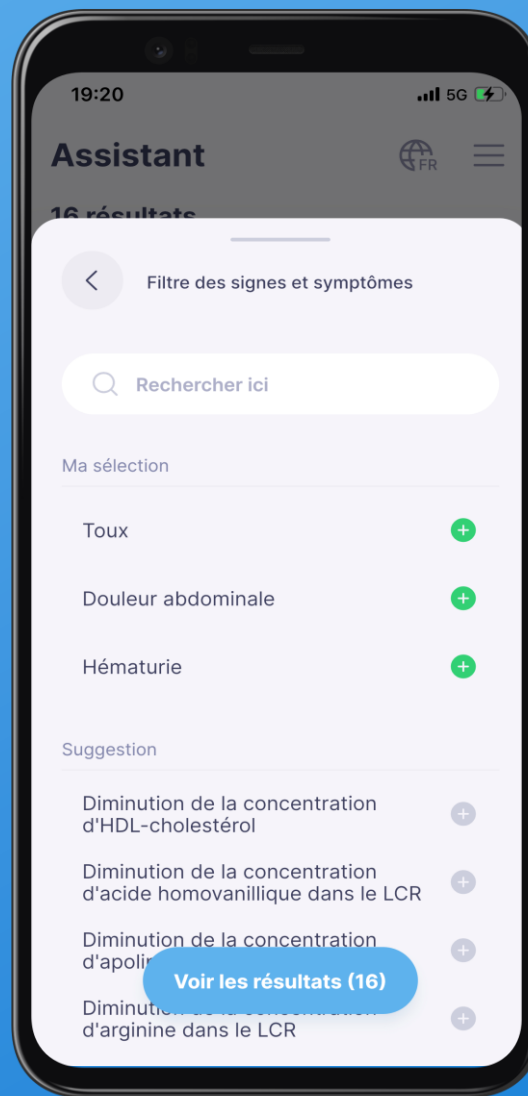 19:20
5G
Assistant
FR
16 résultats
Filtre des signes et symptômes
Rechercher ici
Ma sélection
Toux
Douleur abdominale
Hématurie
Suggestion
Diminution de la concentration
d'HDL-cholestérol
Diminution de la concentration
d'acide homovanillique dans le LCR
Diminution de la concentration
Voir les résultats (16)
d'arginine dans le LCR